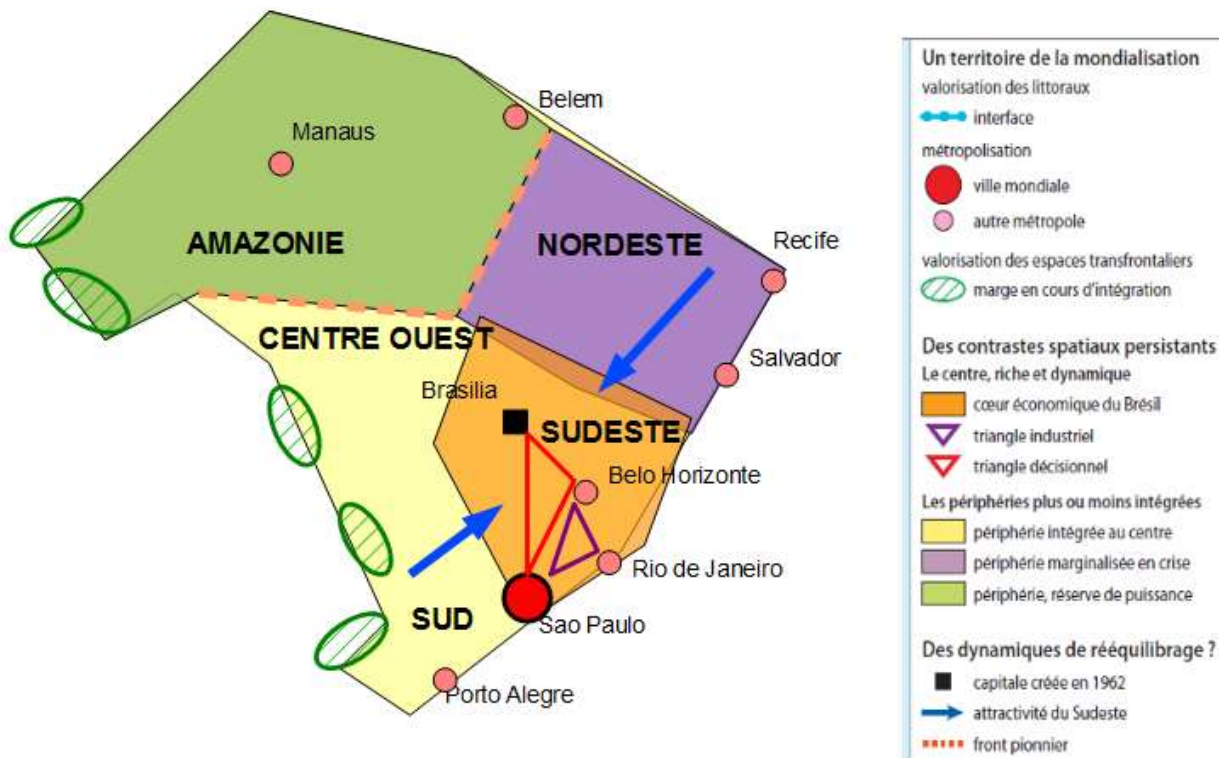 Belem
Manaus
AMAZONIE
NORDESTE
Recife
CENTRE OUEST
Salvador
Brasilia
SUDESTE
Belo Horizonte
Rio de Janeiro
SUD
Sao Paulo
Porto Alegre
Un territoire de la mondialisation
valorisation des littoraux
interface
métropolisation
ville mondiale
autre métropole
valorisation des espaces transfrontaliers
marge en cours d'intégration
Des contrastes spatiaux persistants
Le centre, riche et dynamique
cœur économique du Brésil
triangle industriel
triangle décisionnel
Les périphéries plus ou moins intégrées
périphérie intégrée au centre
périphérie marginalisée en crise
périphérie, réserve de puissance
Des dynamiques de rééquilibrage ?
capitale créée en 1962
attractivité du Sudeste
front pionnier